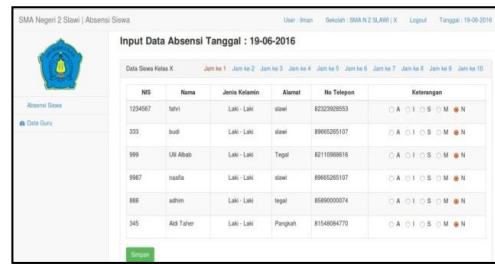 SMA Negeri 2 Slawi | Absensi Siswa User : Iman Sekolah : SMA N 2 SLAWI | X Logout Tanggal : 19-06-2016
Input Data Absensi Tanggal : 19-06-2016
Data Siswa Kelas X Jam ke 1 Jam ke 2 Jam ke 3 Jam ke 4 Jam ke 5 Jam ke 6 Jam ke 7 Jam ke 8 Jam ke 9 Jam ke 10
Absensi Siswa
Data Guru
NIS Nama Jenis Kelamin Alamat No Telepon Keterangan
1234567 fahri Laki - Laki slawi 82323928553 A I S M N
333 budi Laki - Laki slawi 89665265107 A I S M N
999 Ulil Albab Laki - Laki Tegal 82110968616 A I S M N
9987 naafia Laki - Laki slawi 89665265107 A I S M N
888 adhim Laki - Laki tegal 85890000074 A I S M N
345 Aldi Taher Laki - Laki Pangkah 81548084770 A I S M N
Simpan